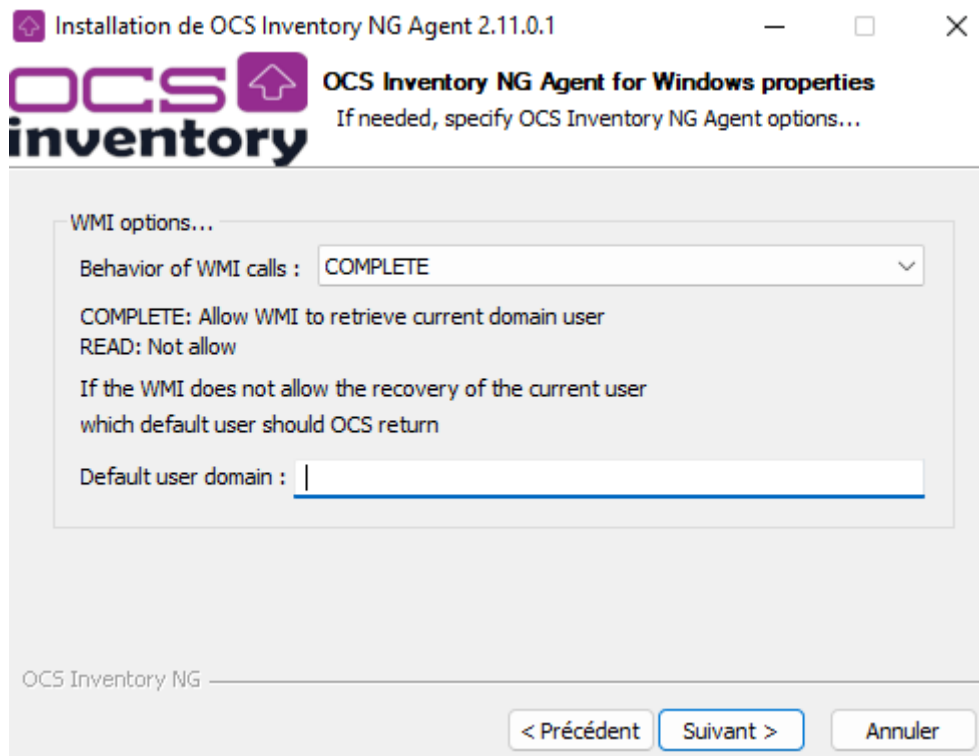 Installation de OCS Inventory NG Agent 2.11.0.1
OCS
inventory
OCS Inventory NG Agent for Windows properties
If needed, specify OCS Inventory NG Agent options...
WMI options...
Behavior of WMI calls : COMPLETE
COMPLETE: Allow WMI to retrieve current domain user
READ: Not allow
If the WMI does not allow the recovery of the current user
which default user should OCS return
Default user domain :
OCS Inventory NG
< Précédent Suivant > Annuler